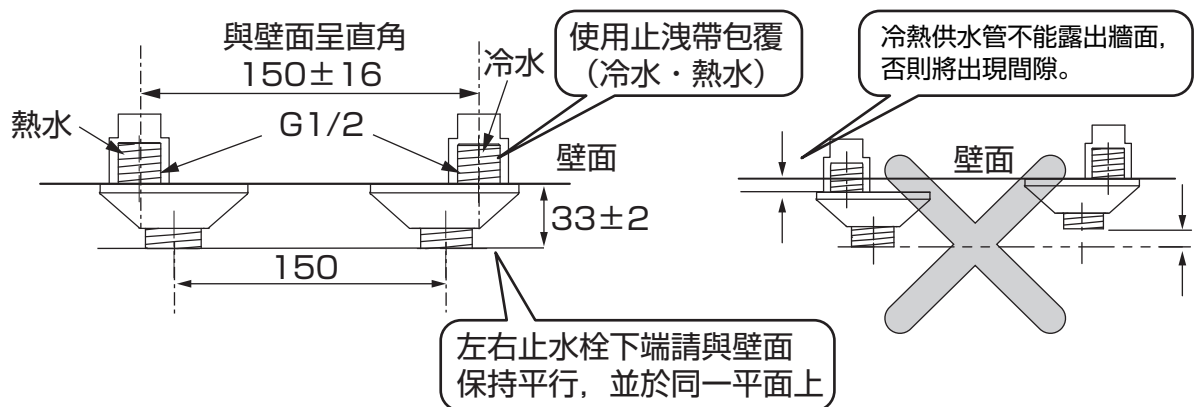 與壁面呈直角
150±16
熱水
G1/2
冷水
使用止洩帶包覆
（冷水・熱水）
壁面
33±2
150
左右止水栓下端請與壁面
保持平行，並於同一平面上
冷熱供水管不能露出牆面，
否則將出現間隙。
壁面